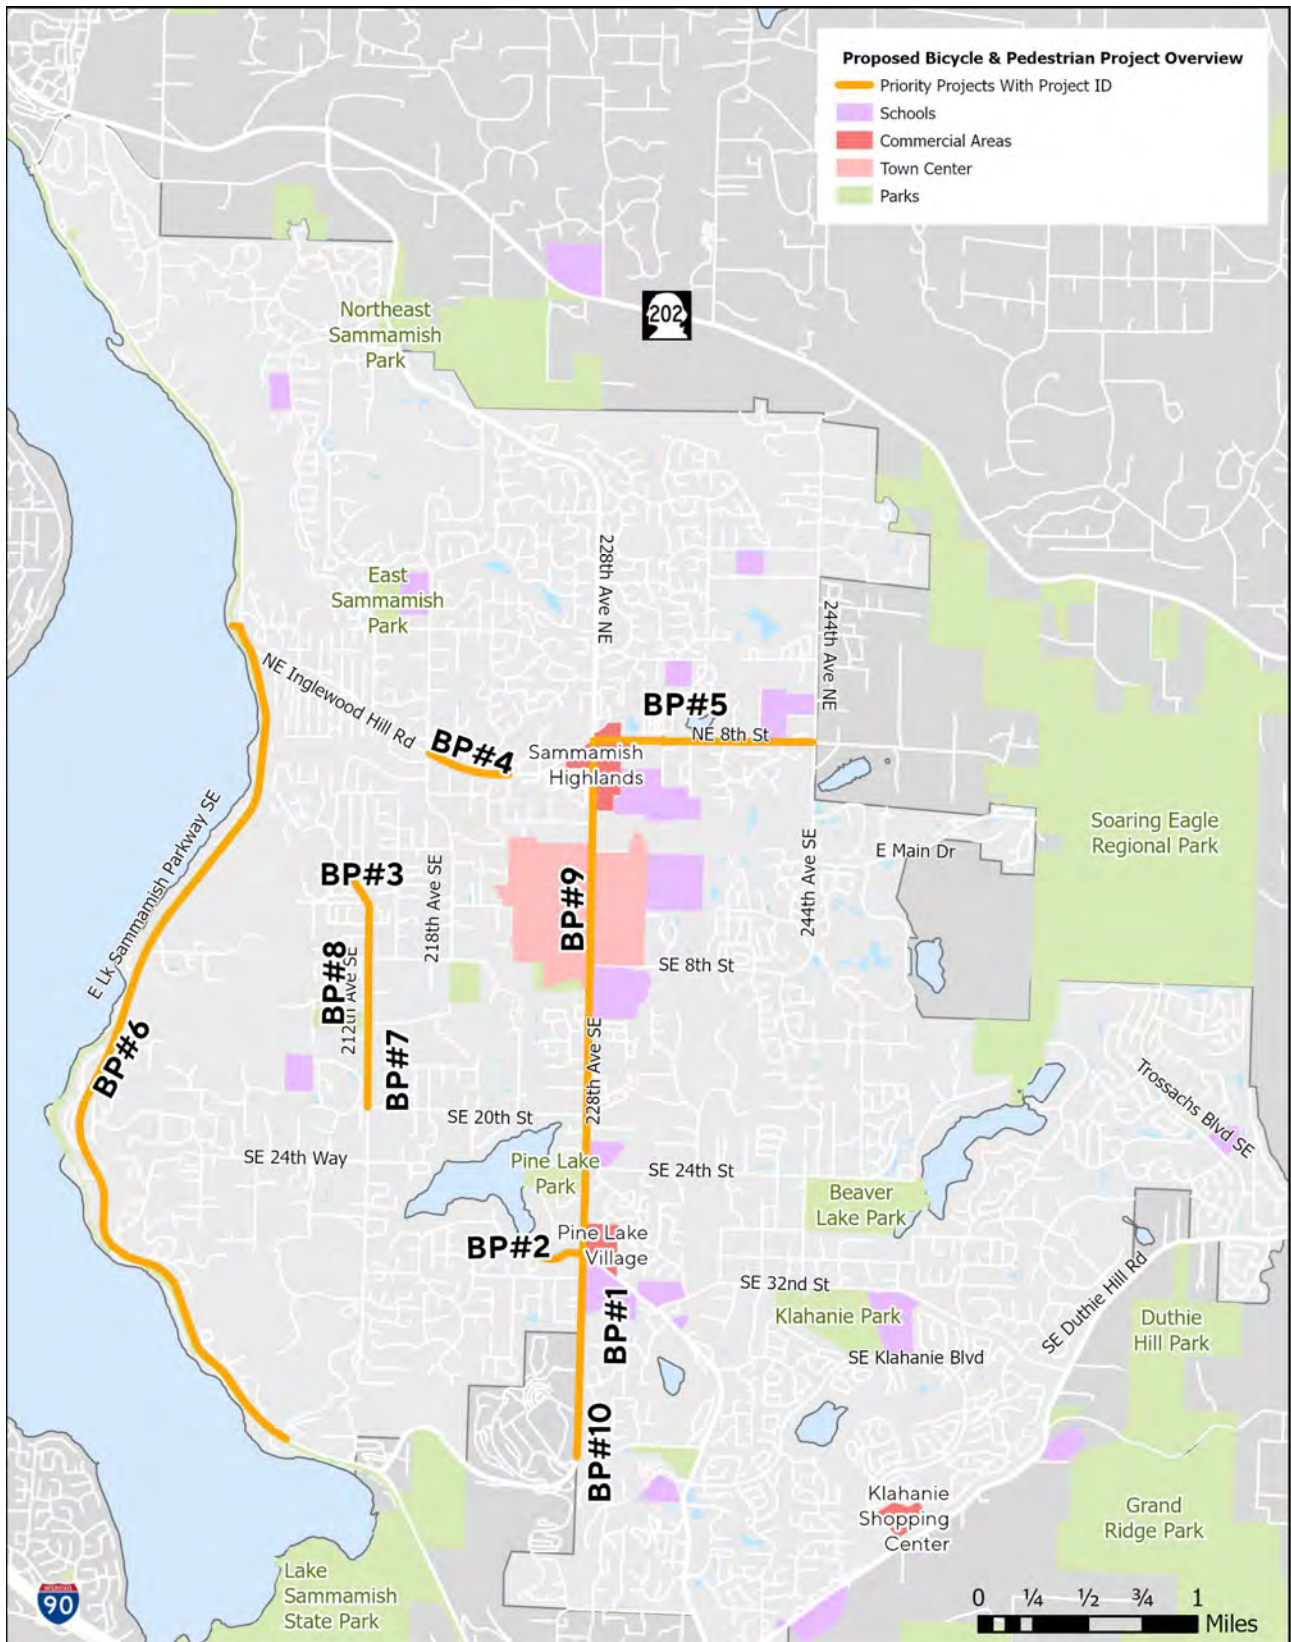 Proposed Bicycle & Pedestrian Project Overview
Priority Projects With Project ID
Schools
Commercial Areas
Town Center
Parks
202
Northeast
Sammamish
Park
228th Ave NE
East
Sammamish
Park
244th Ave NE
NE Inglewood Hill Rd
BP#5
NE 8th St
BP#4
Sammamish
Highlands
E Lk Sammamish Parkway SE
Soaring Eagle
Regional Park
E Main Dr
244th Ave SE
218th Ave SE
BP#3
BP#9
BP#8
212th Ave SE
SE 8th St
BP#6
BP#7
228th Ave SE
Trossachs Blvd SE
SE 20th St
SE 24th Way
Pine Lake
Park
SE 24th St
Beaver
Lake Park
Pine Lake
Village
BP#2
SE 32nd St
SE Duthie Hill Rd
BP#1
Klahanie Park
Duthie
Hill Park
SE Klahanie Blvd
BP#10
Klahanie
Shopping
Center
Grand
Ridge Park
Lake
Sammamish
State Park
INTERSTATE
90
0 ¼ ½ ¾ 1
Miles